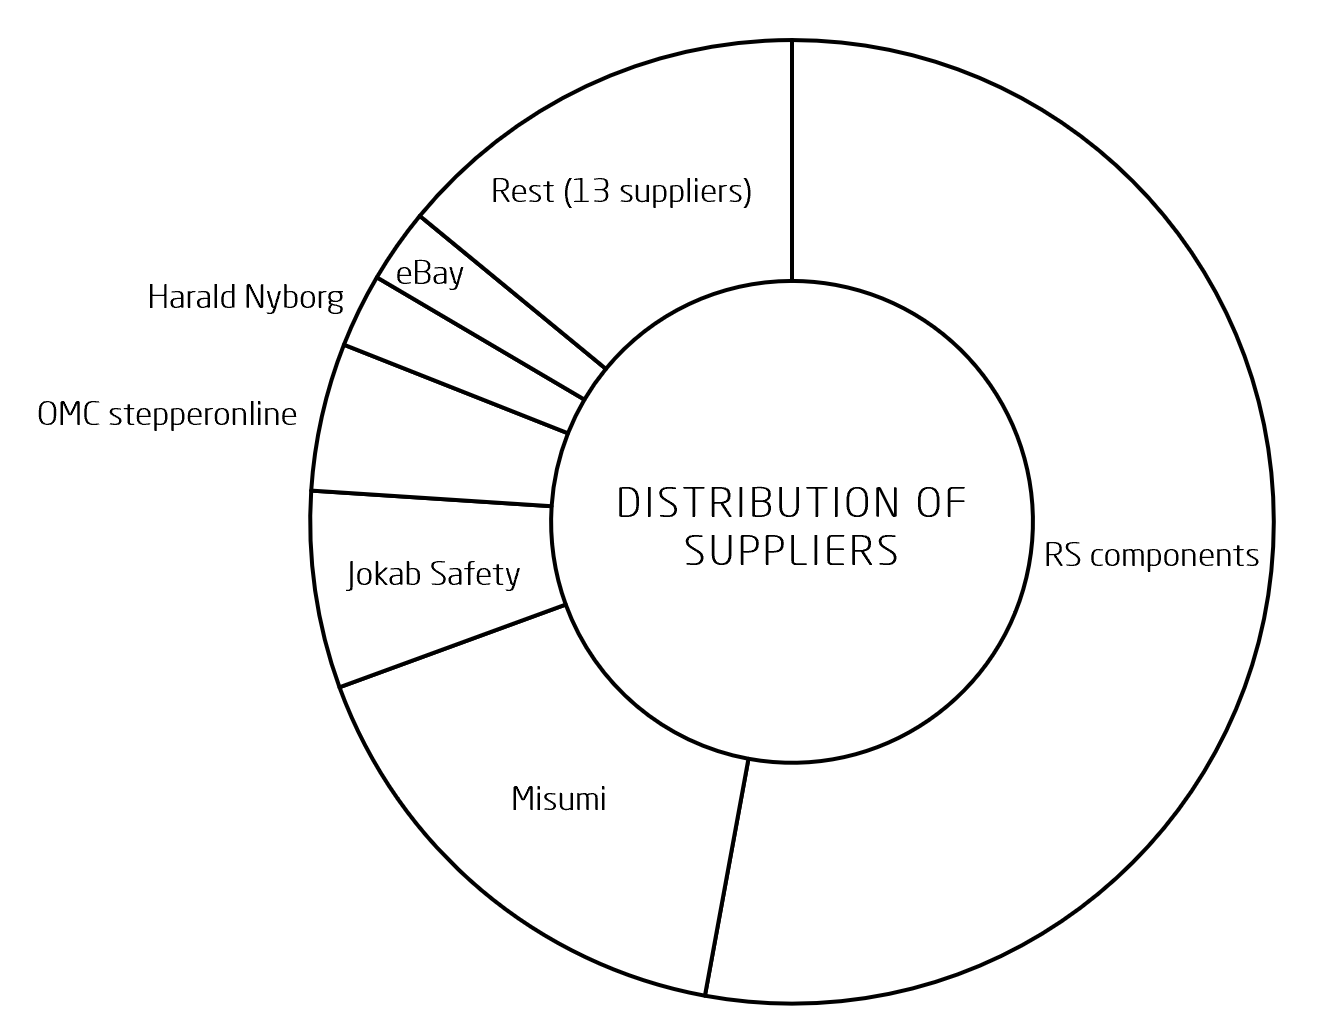 Rest (13 suppliers)
eBay
Harald Nyborg
OMC stepperonline
DISTRIBUTION OF
SUPPLIERS
RS components
Jokab Safety
Misumi